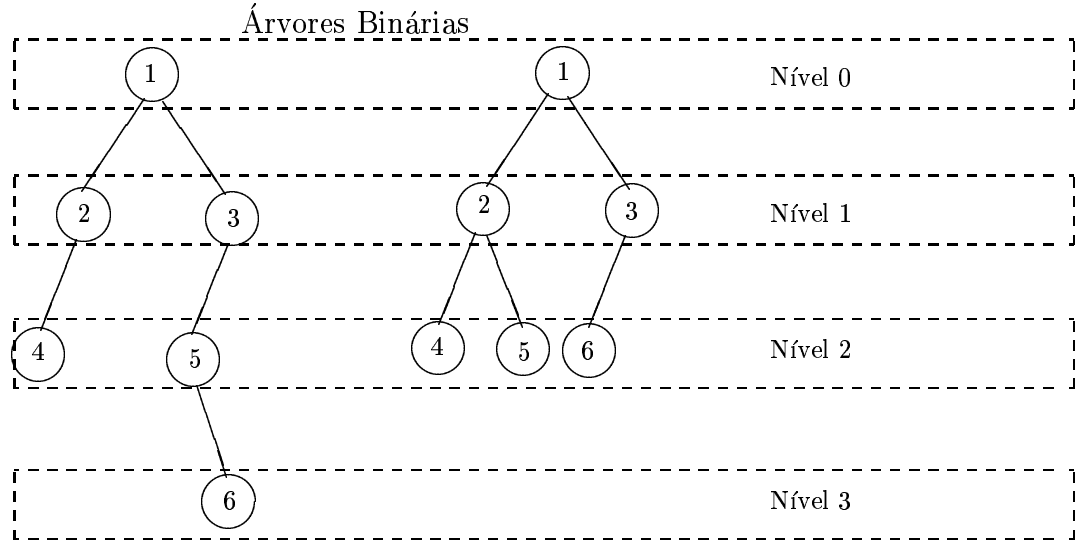 Árvores Binárias
1 1 Nível 0
2 3 2 3 Nível 1
4 5 4 5 6 Nível 2
6 Nível 3